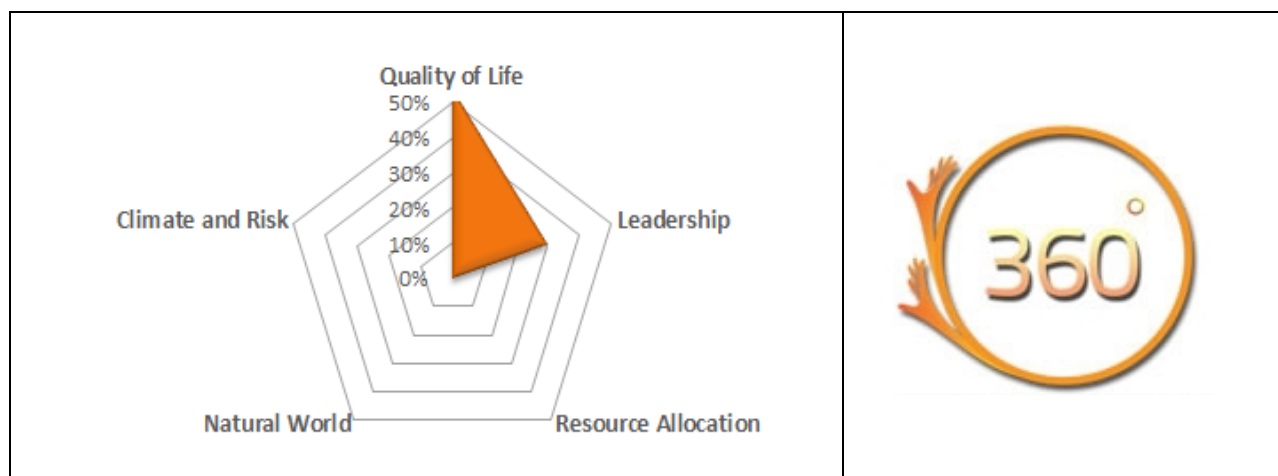 Quality of Life
50%
40%
30%
20%
10%
0%
Climate and Risk
Leadership
Natural World
Resource Allocation
360°